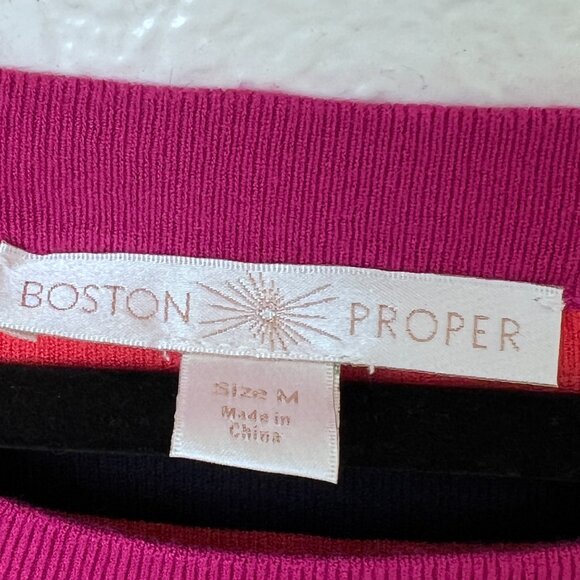 BOSTON PROPER
Size M
Made in
China